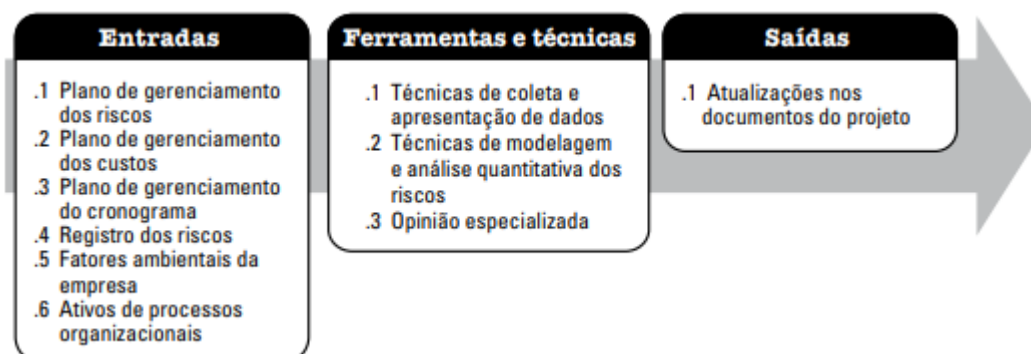 Entradas
.1 Plano de gerenciamento
dos riscos
.2 Plano de gerenciamento
dos custos
.3 Plano de gerenciamento
do cronograma
.4 Registro dos riscos
.5 Fatores ambientais da
empresa
.6 Ativos de processos
organizacionais
Ferramentas e técnicas
.1 Técnicas de coleta e
apresentação de dados
.2 Técnicas de modelagem
e análise quantitativa dos
riscos
.3 Opinião especializada
Saídas
.1 Atualizações nos
documentos do projeto